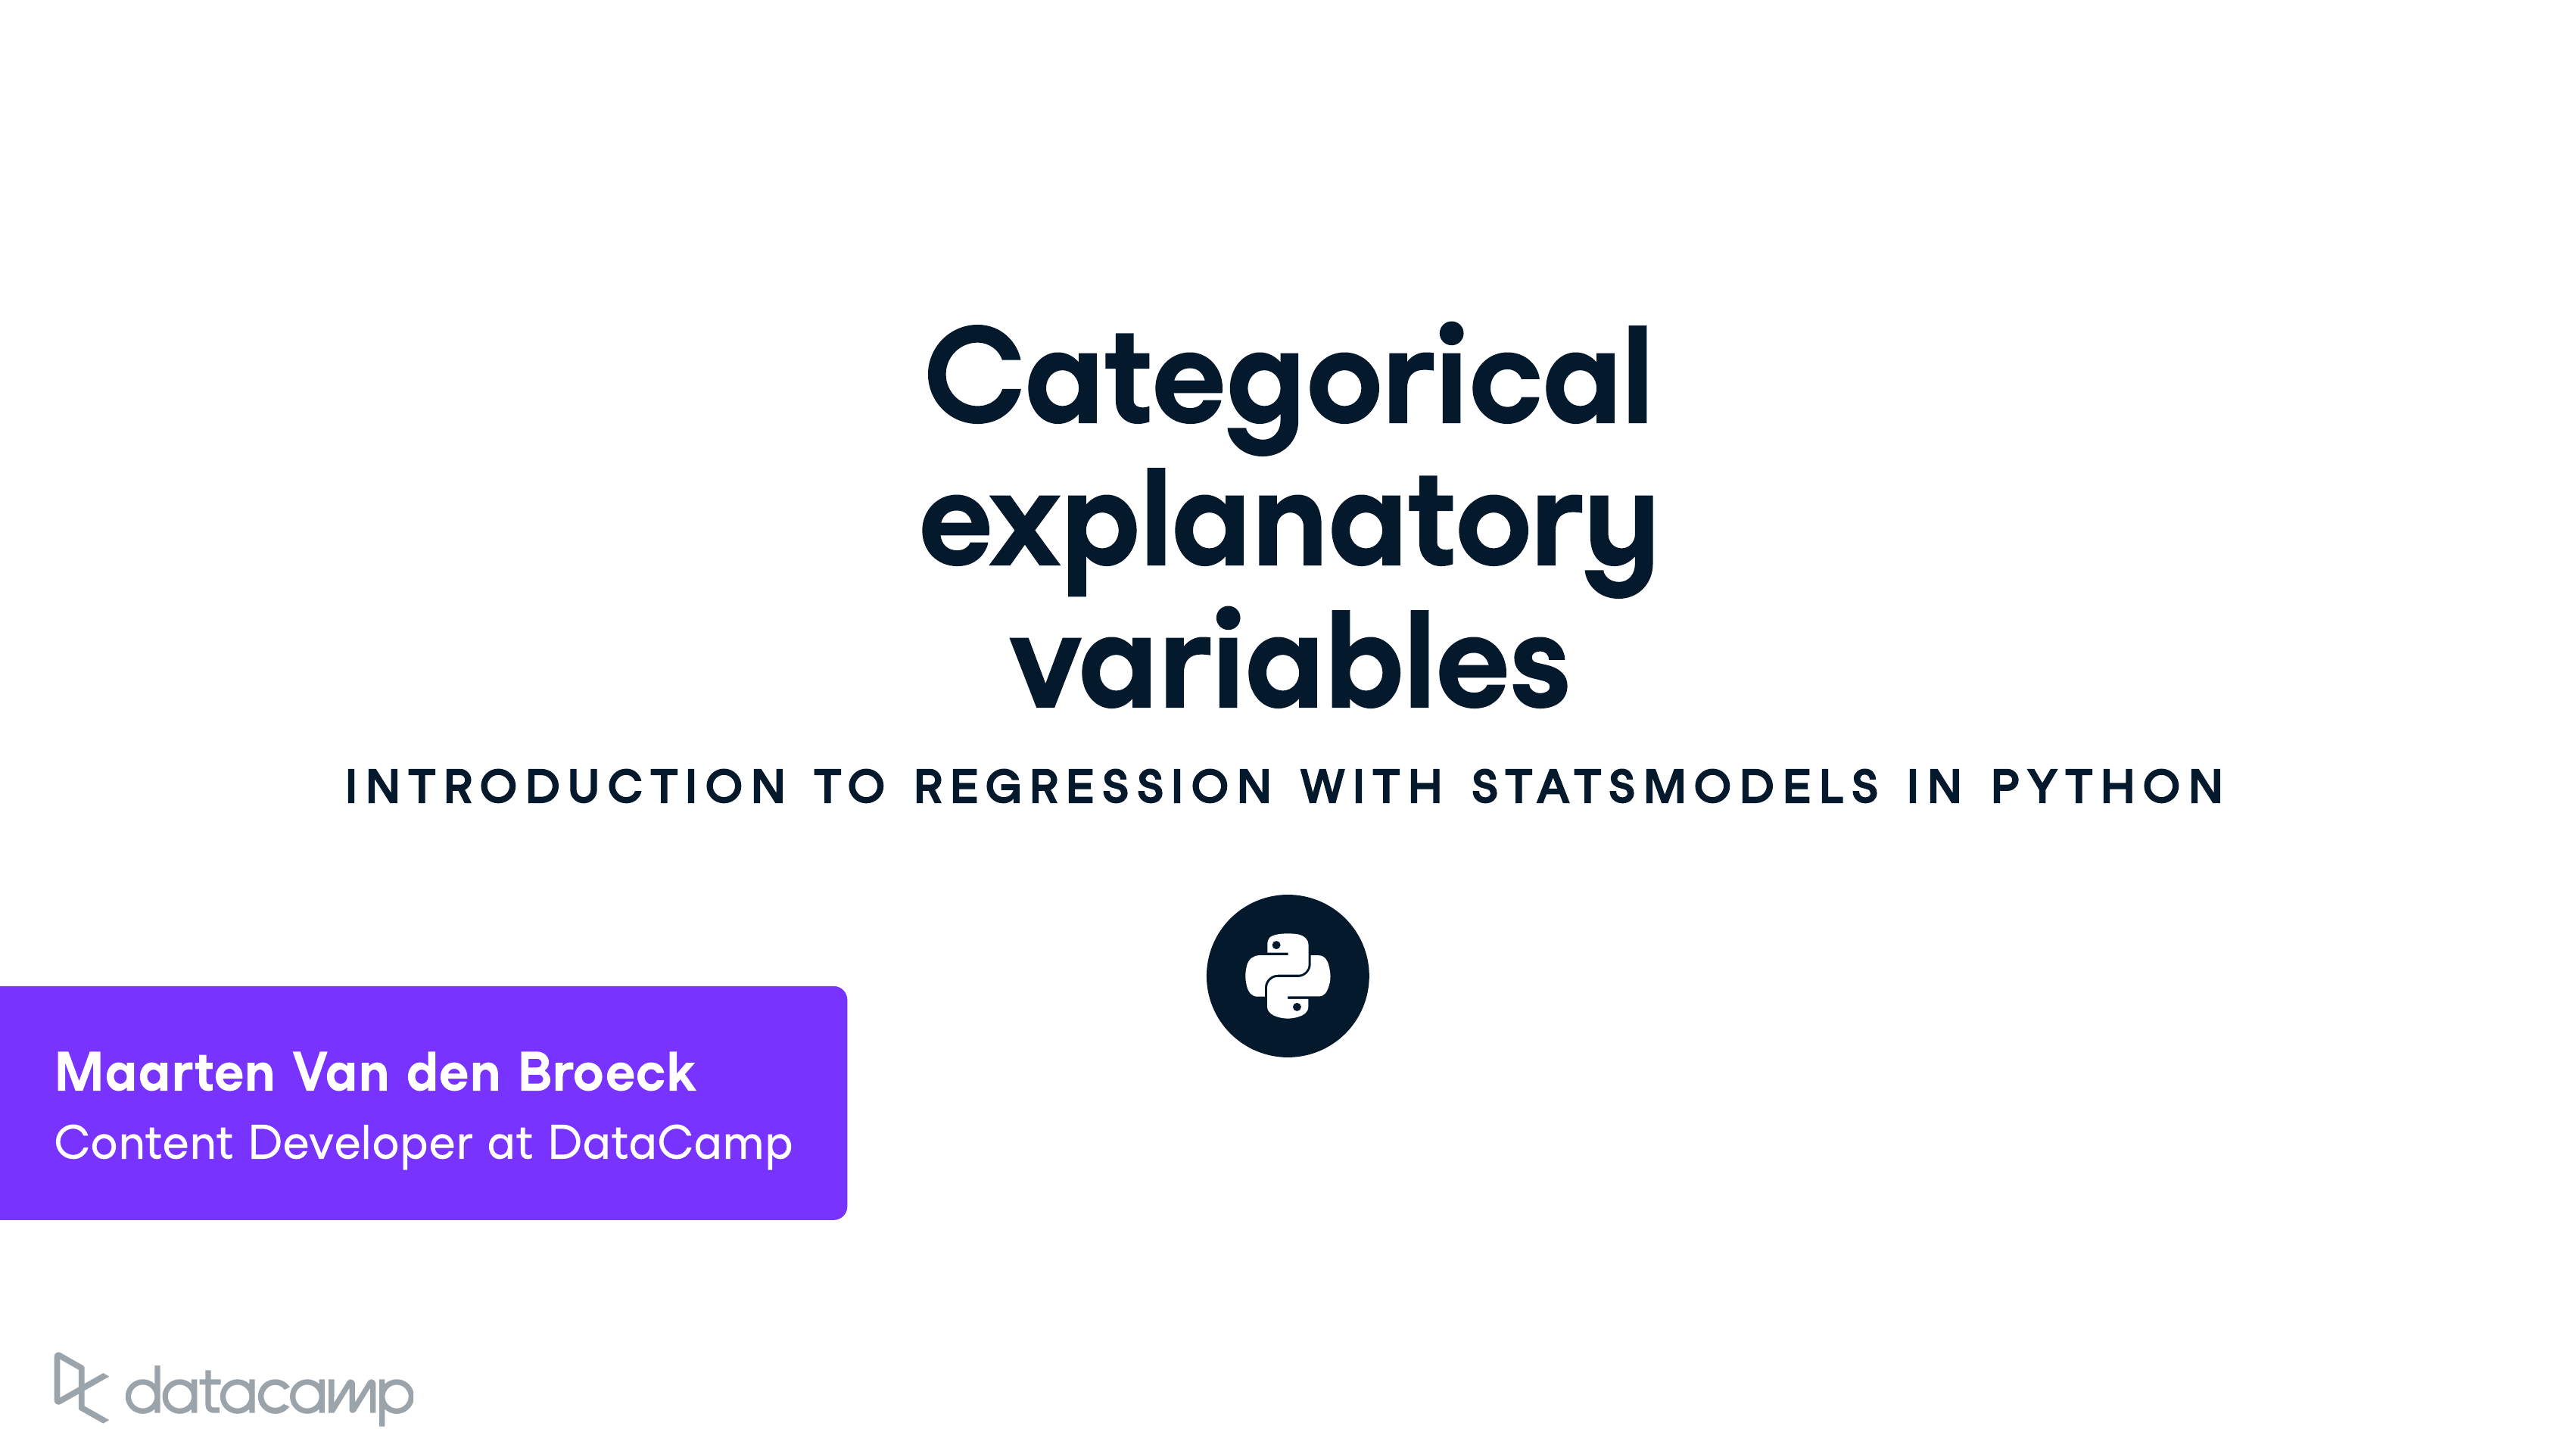 Categorical
explanatory
variables
INTRODUCTION TO REGRESSION WITH STATSMODELS IN PYTHON
Maarten Van den Broeck
Content Developer at DataCamp
datacamp